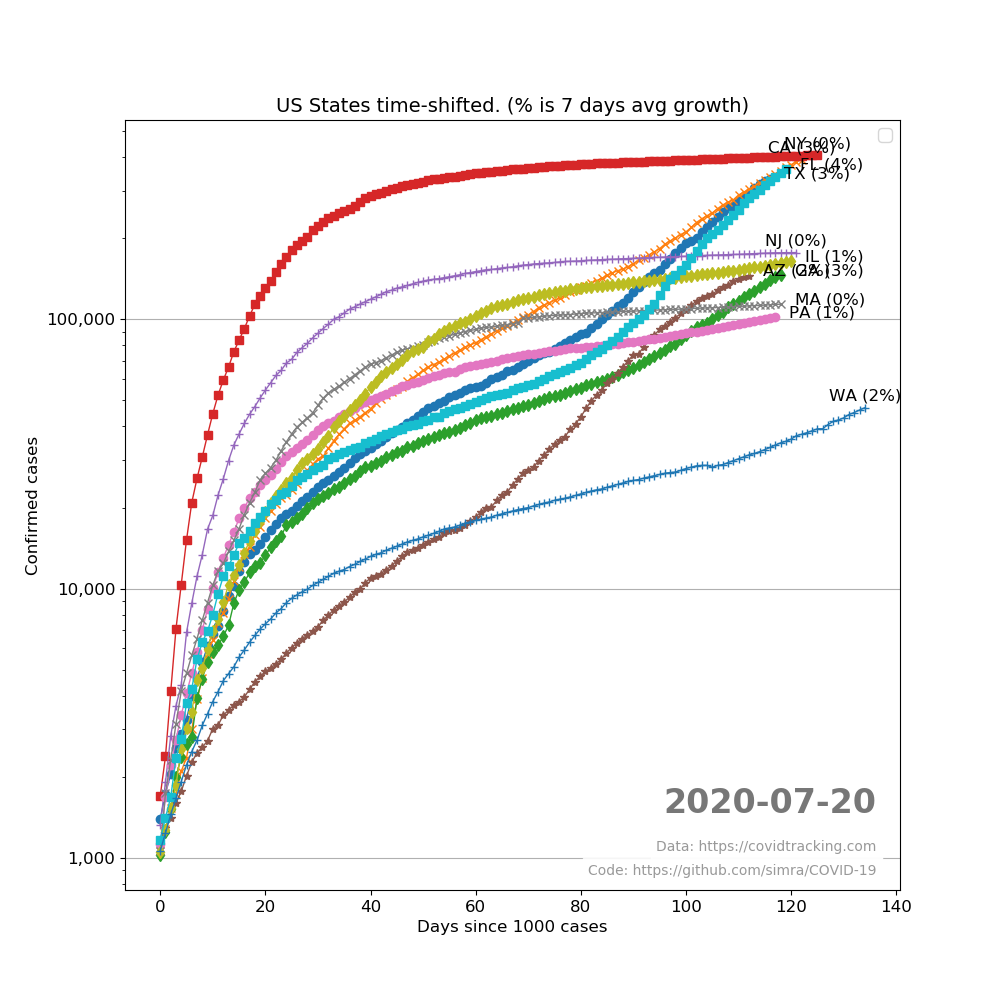 US States time-shifted. (% is 7 days avg growth)
NY (0%)
CA (3%)
FL (4%)
TX (3%)
NJ (0%)
IL (1%)
AZ (2%)
GA (3%)
MA (0%)
PA (1%)
WA (2%)
100,000
10,000
1,000
Confirmed cases
2020-07-20
Data: https://covidtracking.com
Code: https://github.com/simra/COVID-19
0 20 40 60 80 100 120 140
Days since 1000 cases